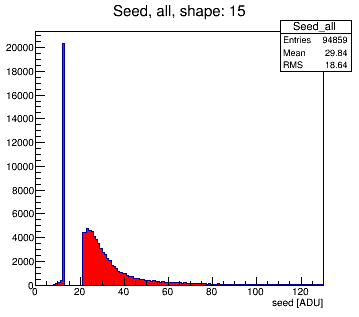 Seed, all, shape: 15
Seed_all
Entries 94859
Mean 29.84
RMS 18.64
20000
18000
16000
14000
12000
10000
8000
6000
4000
2000
0
0 20 40 60 80 100 120
seed [ADU]